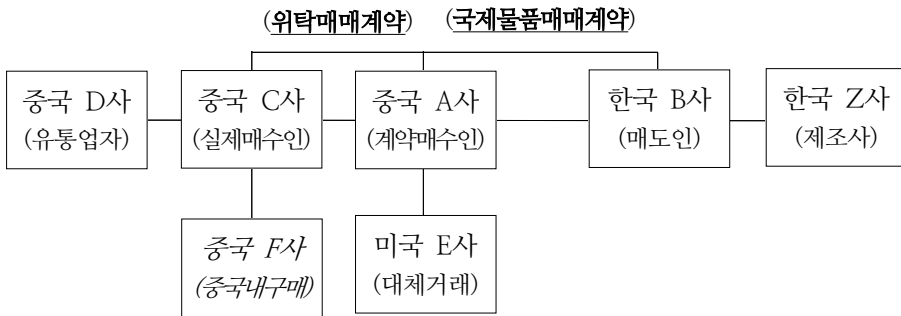 (위탁매매계약) (국제물품매매계약)
중국 D사 중국 C사 중국 A사 한국 B사 한국 Z사
(유통업자) (실제매수인) (계약매수인) (매도인) (제조사)
중국 F사 미국 E사
(중국내구매) (대체거래)